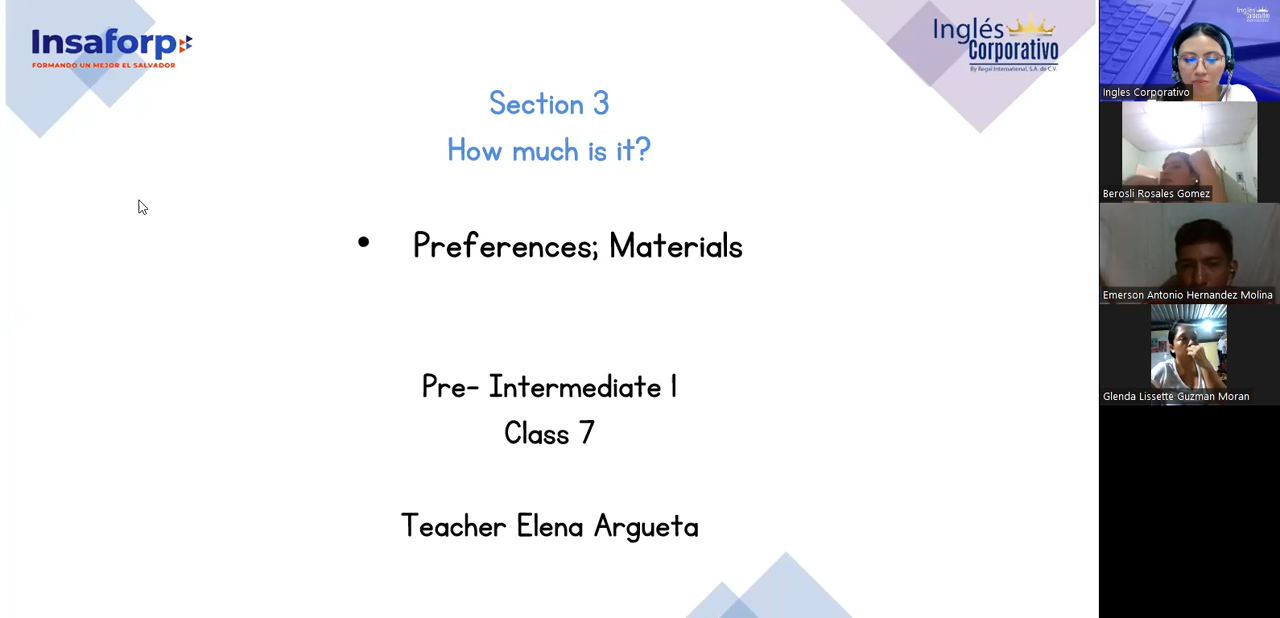 Insaforp
FORMANDO UN MEJOR EL SALVADOR
Inglés
Corporativo
By Regal International, S.A. de C.V.
Section 3
How much is it?
• Preferences; Materials
Pre- Intermediate 1
Class 7
Teacher Elena Argueta
Inglés
Ingles Corporativo
Berosli Rosales Gomez
Emerson Antonio Hernandez Molina
Glenda Lissette Guzman Moran